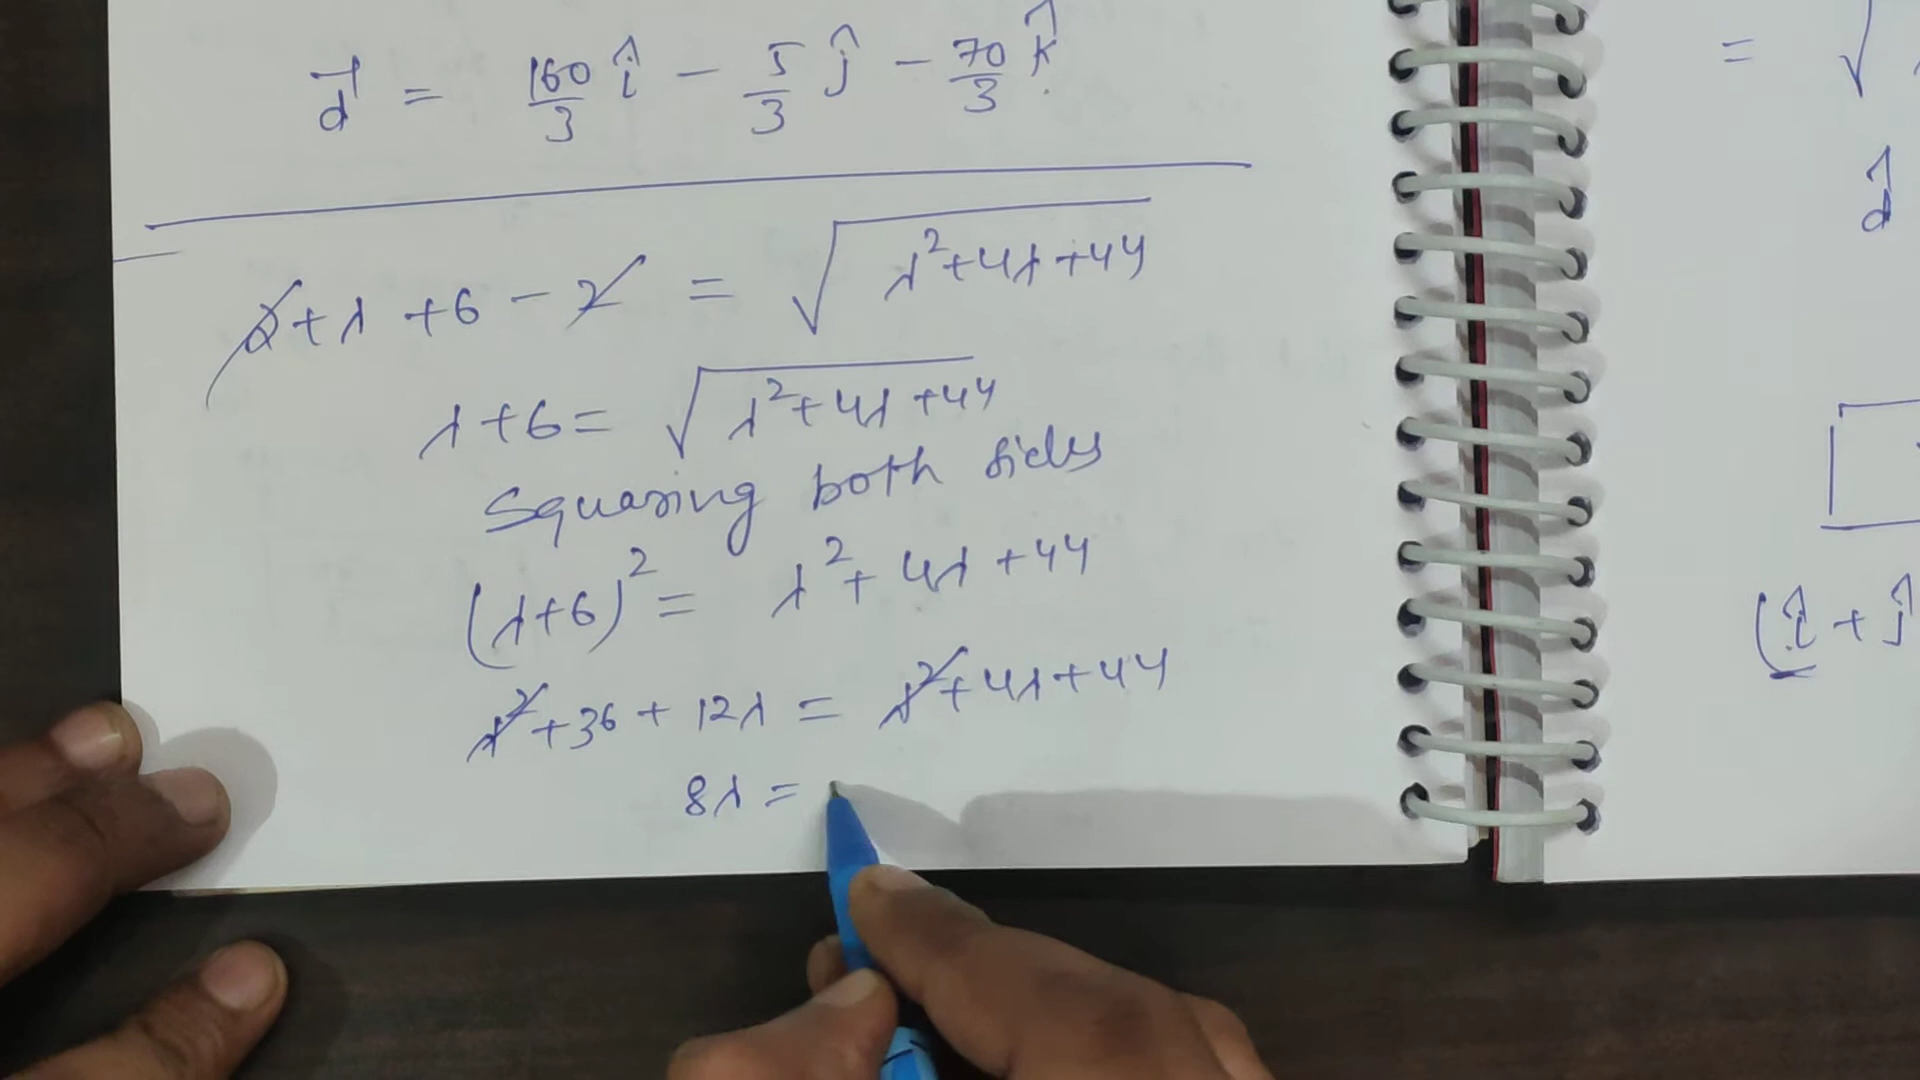 d⃗ = 160/3 î − 5/3 ĵ − 70/3 k̂
2 + λ + 6 − 2 = √(λ² + 4λ + 44)
λ + 6 = √(λ² + 4λ + 44)
Squaring both sides
(λ+6)² = λ² + 4λ + 44
λ² + 36 + 12λ = λ² + 4λ + 44
8λ =
= √
d̂
(î + ĵ